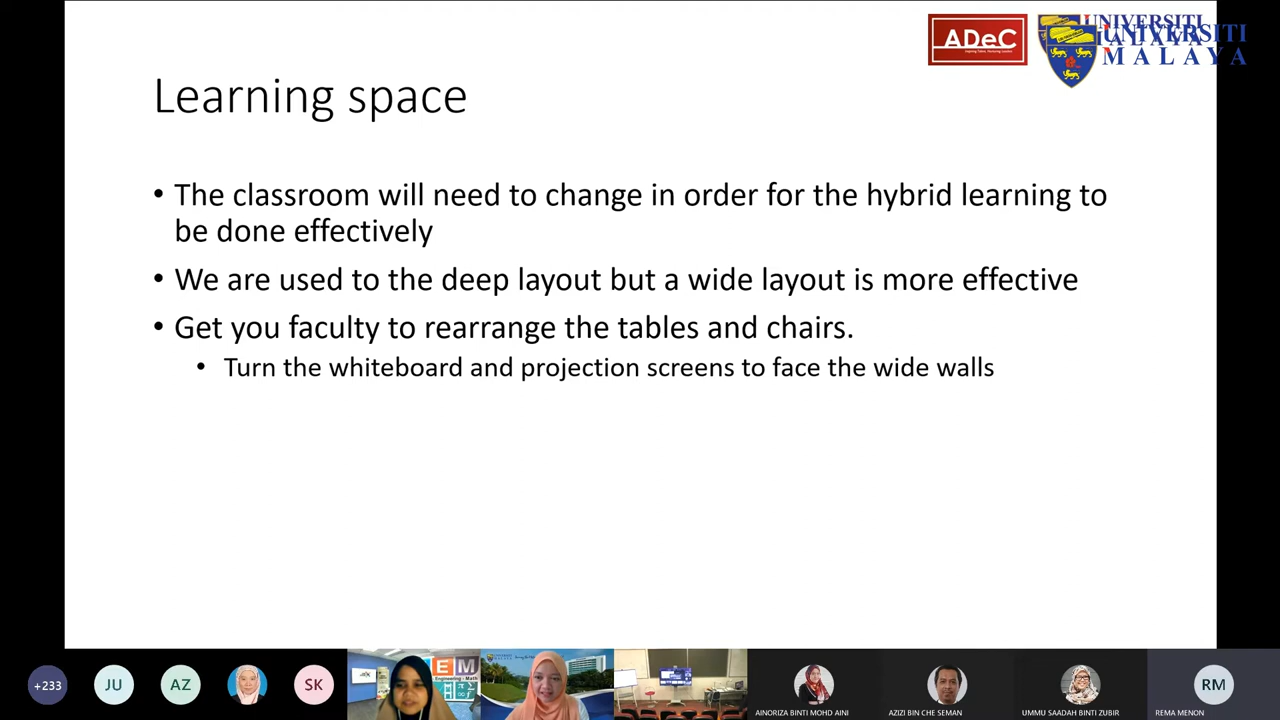 ADeC
UNIVERSITI
UNIVERSITI
MALAYA
Learning space
• The classroom will need to change in order for the hybrid learning to
be done effectively
• We are used to the deep layout but a wide layout is more effective
• Get you faculty to rearrange the tables and chairs.
• Turn the whiteboard and projection screens to face the wide walls
+233
JU
AZ
SK
EM
AINORIZA BINTI MOHD AINI
AZIZI BIN CHE SEMAN
UMMU SAADAH BINTI ZUBIR
RM
REMA MENON